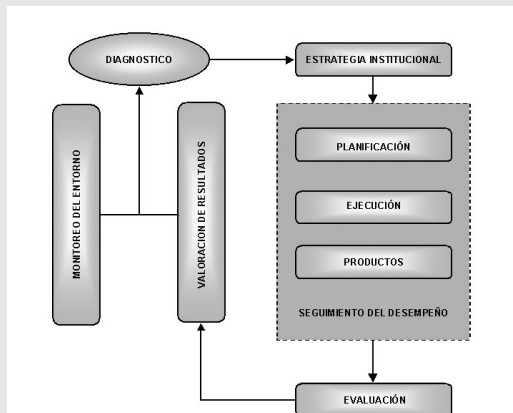 DIAGNOSTICO
ESTRATEGIA INSTITUCIONAL
MONITOREO DEL ENTORNO
VALORACION DE RESULTADOS
PLANIFICACIÓN
EJECUCIÓN
PRODUCTOS
SEGUIMIENTO DEL DESEMPEÑO
EVALUACIÓN